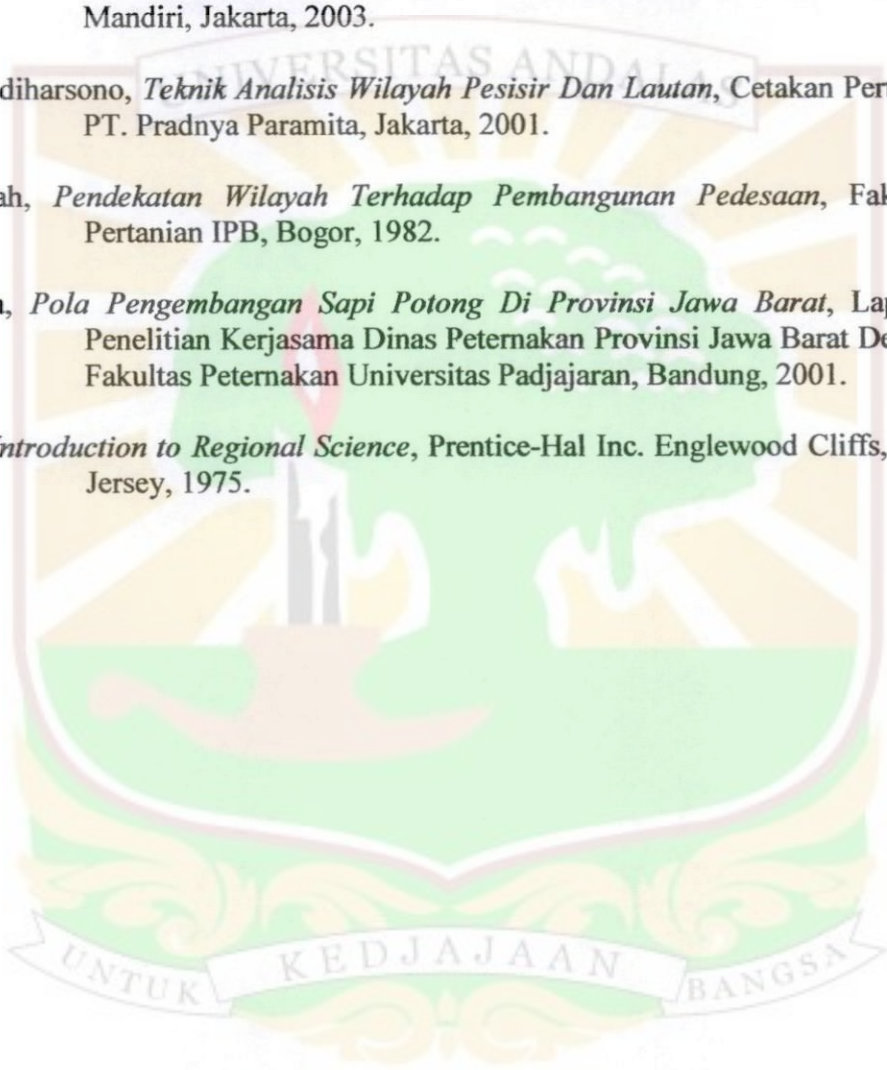 Mandiri, Jakarta, 2003.
UNIVERSITAS ANDALAS
diharsono, Teknik Analisis Wilayah Pesisir Dan Lautan, Cetakan Per
PT. Pradnya Paramita, Jakarta, 2001.
ah, Pendekatan Wilayah Terhadap Pembangunan Pedesaan, Fak
Pertanian IPB, Bogor, 1982.
Pola Pengembangan Sapi Potong Di Provinsi Jawa Barat, La
Penelitian Kerjasama Dinas Peternakan Provinsi Jawa Barat De
Fakultas Peternakan Universitas Padjajaran, Bandung, 2001.
ntroduction to Regional Science, Prentice-Hal Inc. Englewood Cliffs,
Jersey, 1975.
UNTUK KEDJAJAAN BANGSA